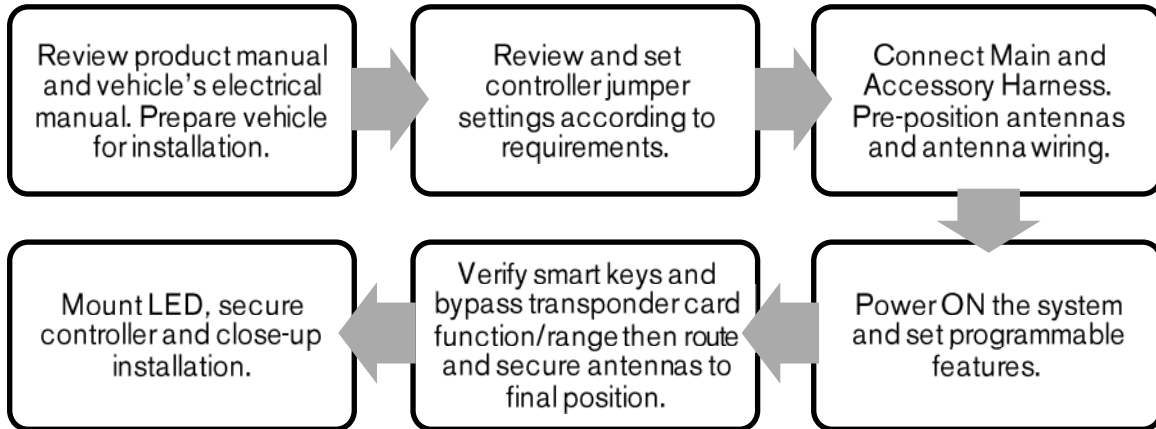 Review product manual
and vehicle's electrical
manual. Prepare vehicle
for installation.
Review and set
controller jumper
settings according to
requirements.
Connect Main and
Accessory Harness.
Pre-position antennas
and antenna wiring.
Power ON the system
and set programmable
features.
Verify smart keys and
bypass transponder card
function/range then route
and secure antennas to
final position.
Mount LED, secure
controller and close-up
installation.